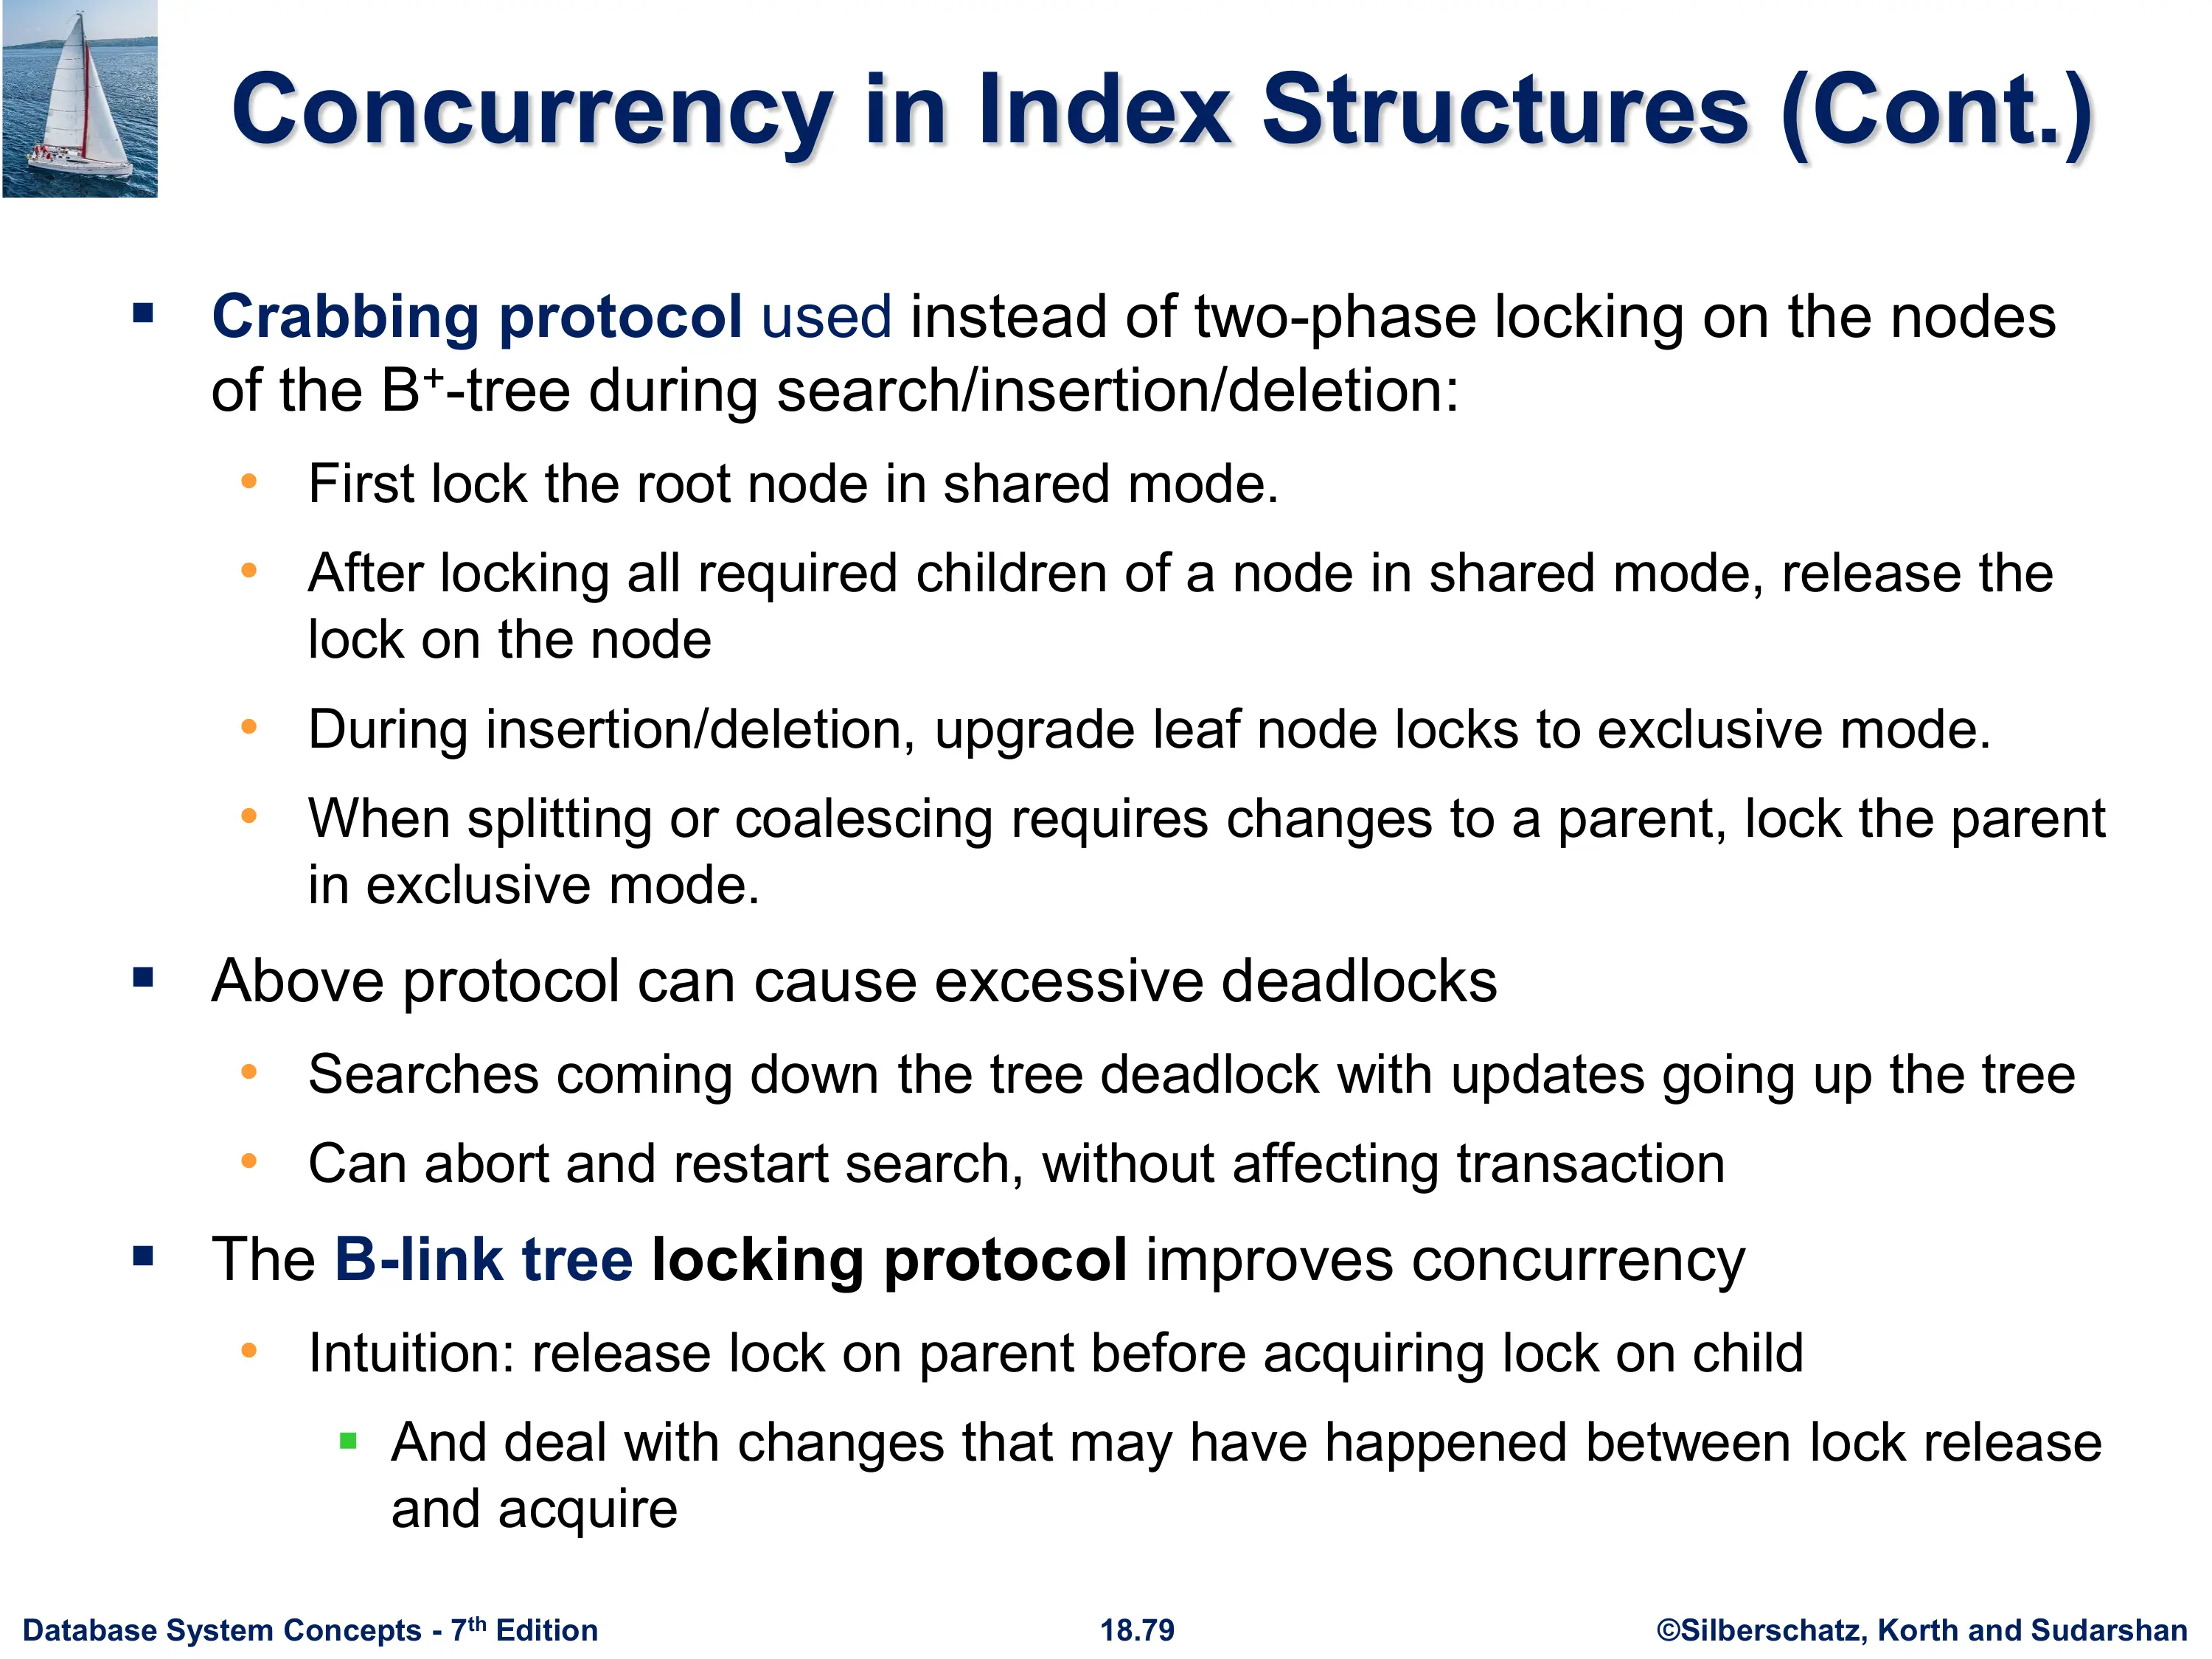 Concurrency in Index Structures (Cont.)
▪ Crabbing protocol used instead of two-phase locking on the nodes
of the B+-tree during search/insertion/deletion:
• First lock the root node in shared mode.
• After locking all required children of a node in shared mode, release the
lock on the node
• During insertion/deletion, upgrade leaf node locks to exclusive mode.
• When splitting or coalescing requires changes to a parent, lock the parent
in exclusive mode.
▪ Above protocol can cause excessive deadlocks
• Searches coming down the tree deadlock with updates going up the tree
• Can abort and restart search, without affecting transaction
▪ The B-link tree locking protocol improves concurrency
• Intuition: release lock on parent before acquiring lock on child
▪ And deal with changes that may have happened between lock release
and acquire
Database System Concepts - 7th Edition 18.79 ©Silberschatz, Korth and Sudarshan